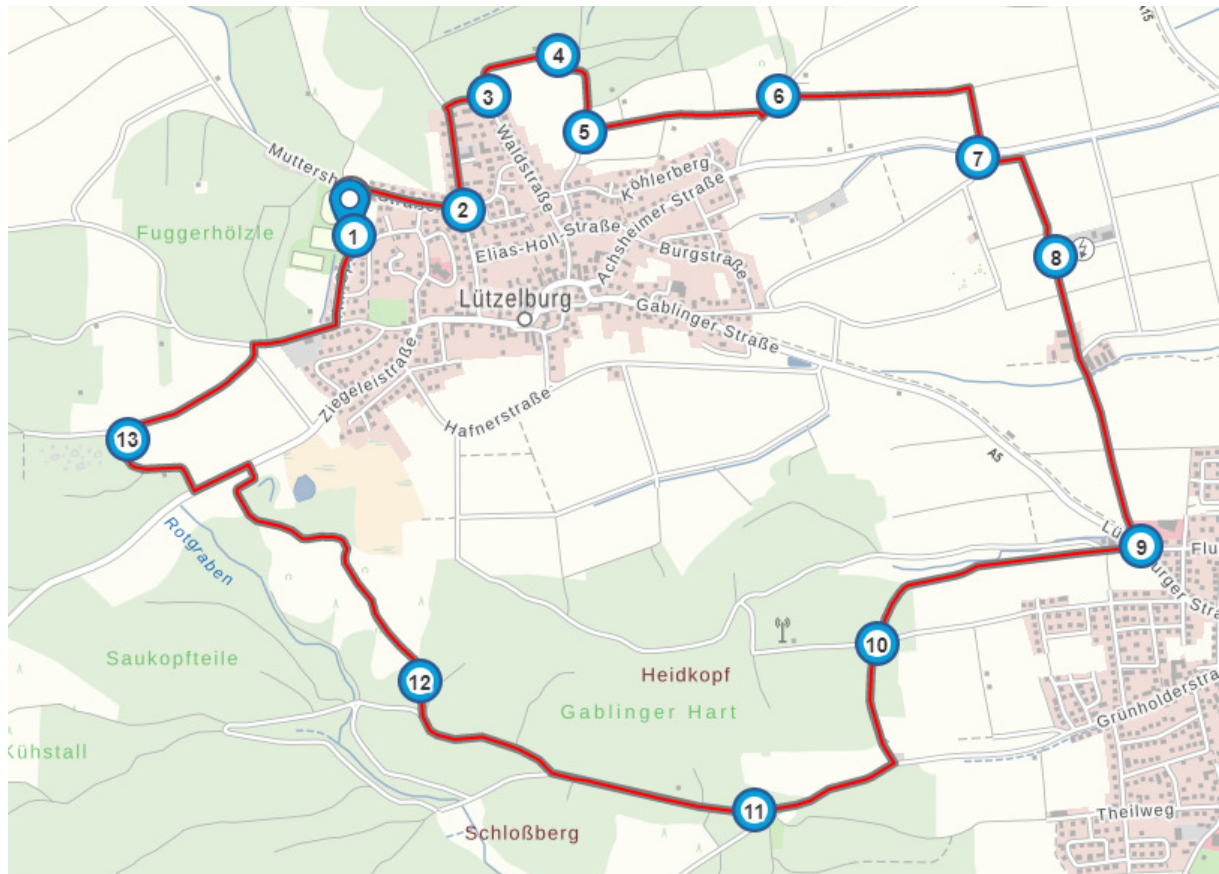 A15
4
3
6
5
7
Muttersh
Straße
Waldstraße
Köhlerberg
2
1
Fuggerhölzle
Elias-Holl-Straße
Achsheimer Straße
Burgstraße
8
Lützelburg
Gablinger Straße
Ziegeleistraße
Hafnerstraße
13
A5
Rotgraben
9
Flu
10
Saukopfteile
12
Heidkopf
Gablinger Hart
Grünholderstra
Kühstall
11
Theilweg
Schloßberg